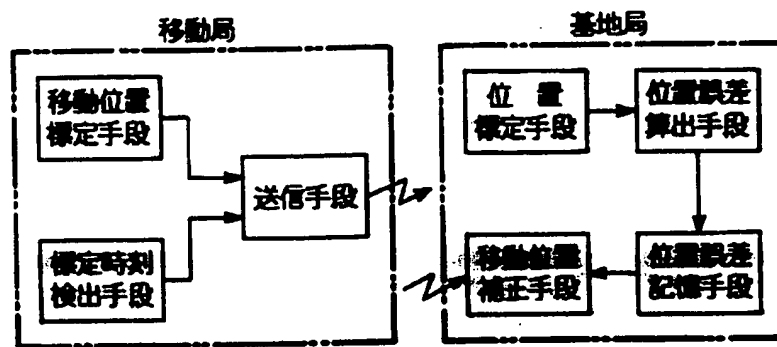 移動局
移動位置
標定手段
標定時刻
検出手段
送信手段
基地局
位 置
標定手段
位置誤差
算出手段
移動位置
補正手段
位置誤差
記憶手段